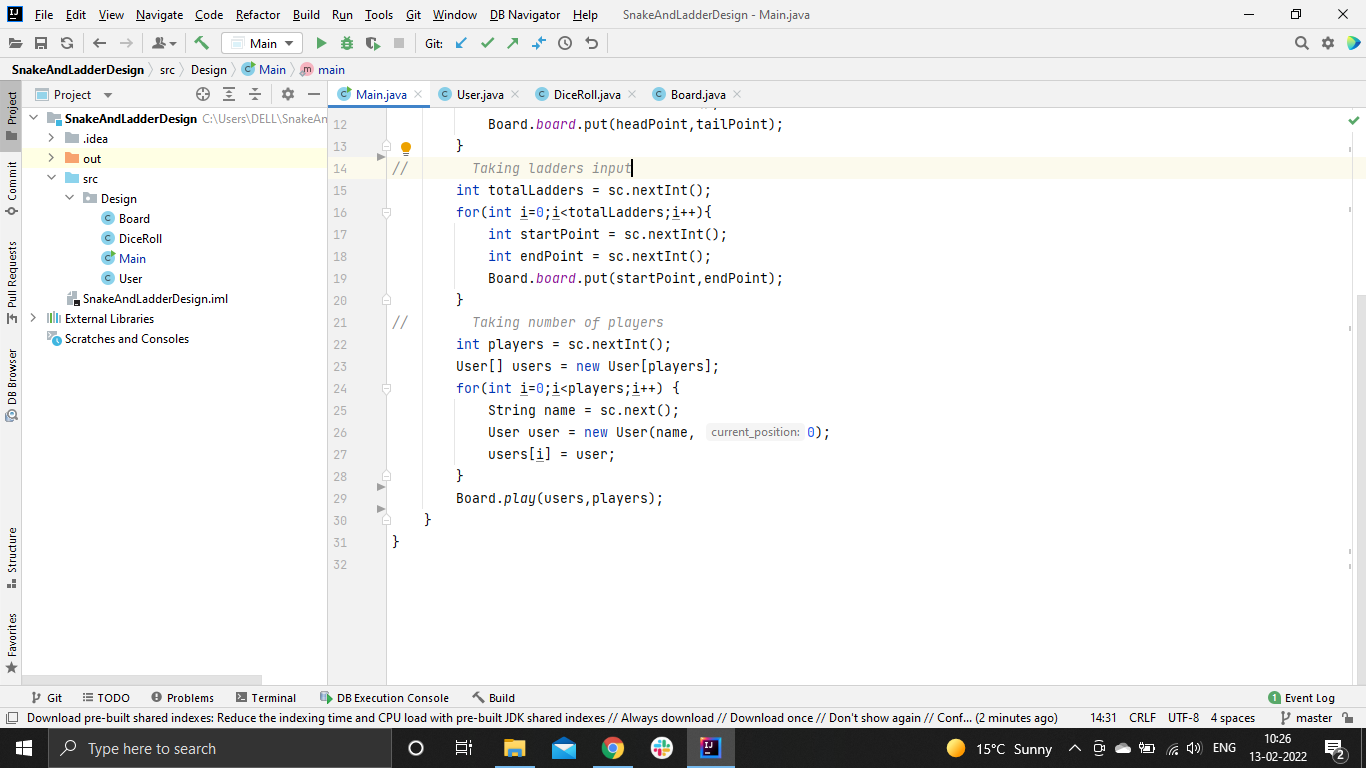 File Edit View Navigate Code Refactor Build Run Tools Git Window DB Navigator Help SnakeAndLadderDesign - Main.java
Main Git:
SnakeAndLadderDesign src Design Main main
Project
Main.java User.java DiceRoll.java Board.java
Project
Commit
Pull Requests
DB Browser
Structure
Favorites
SnakeAndLadderDesign C:\Users\DELL\SnakeAn
.idea
out
src
Design
Board
DiceRoll
Main
User
SnakeAndLadderDesign.iml
External Libraries
Scratches and Consoles
12 Board.board.put(headPoint,tailPoint);
13 }
14 // Taking ladders input
15 int totalLadders = sc.nextInt();
16 for(int i=0;i<totalLadders;i++){
17 int startPoint = sc.nextInt();
18 int endPoint = sc.nextInt();
19 Board.board.put(startPoint,endPoint);
20 }
21 // Taking number of players
22 int players = sc.nextInt();
23 User[] users = new User[players];
24 for(int i=0;i<players;i++) {
25 String name = sc.next();
26 User user = new User(name, current_position: 0);
27 users[i] = user;
28 }
29 Board.play(users,players);
30 }
31 }
32
Git TODO Problems Terminal DB Execution Console Build 1 Event Log
Download pre-built shared indexes: Reduce the indexing time and CPU load with pre-built JDK shared indexes // Always download // Download once // Don't show again // Conf... (2 minutes ago) 14:31 CRLF UTF-8 4 spaces master
Type here to search 15°C Sunny ENG 10:26
13-02-2022 2